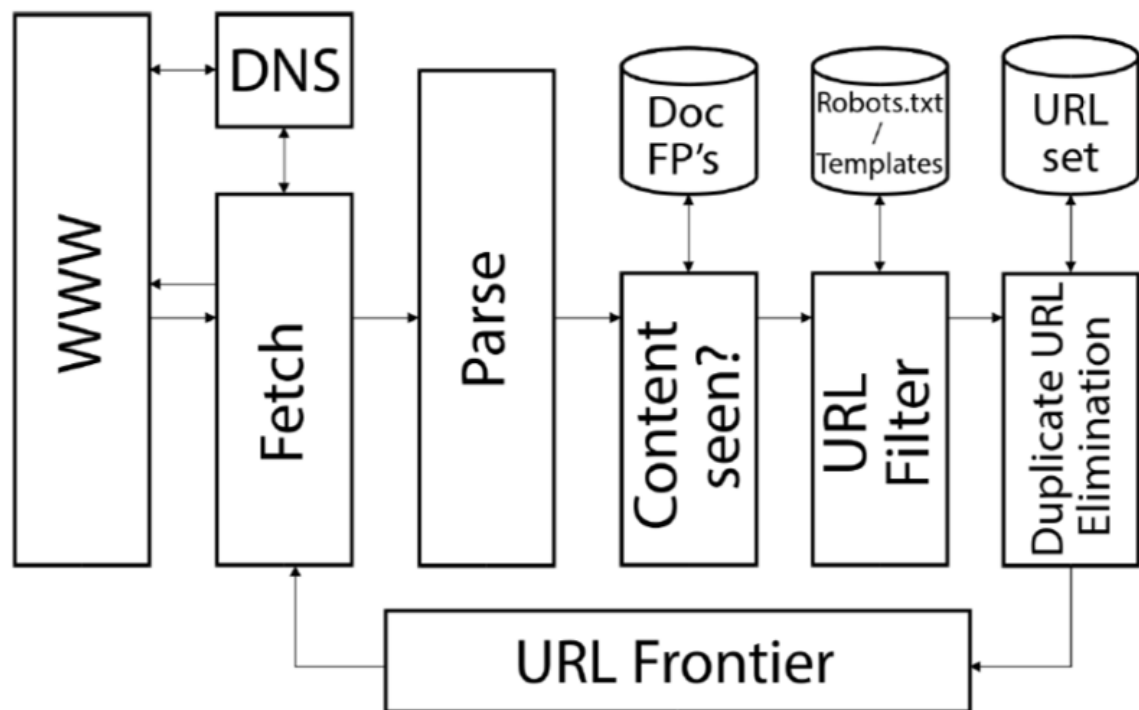 WWW
DNS
Fetch
Parse
Doc
FP's
Content
seen?
Robots.txt
/
Templates
URL
Filter
URL
set
Duplicate URL
Elimination
URL Frontier